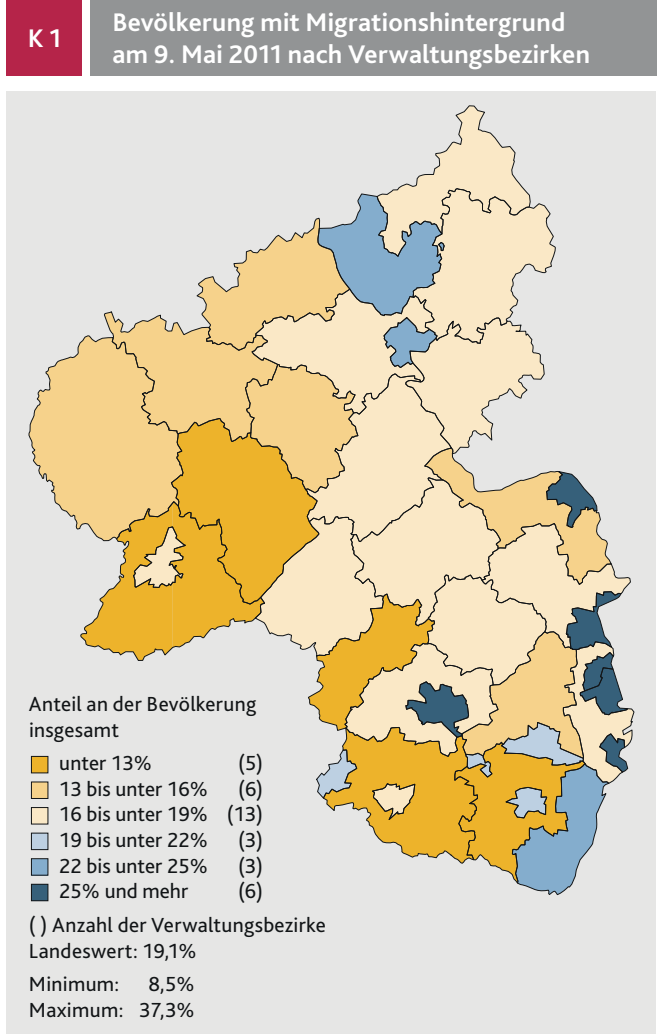 K 1
Bevölkerung mit Migrationshintergrund
am 9. Mai 2011 nach Verwaltungsbezirken
Anteil an der Bevölkerung
insgesamt
unter 13% (5)
13 bis unter 16% (6)
16 bis unter 19% (13)
19 bis unter 22% (3)
22 bis unter 25% (3)
25% und mehr (6)
( ) Anzahl der Verwaltungsbezirke
Landeswert: 19,1%
Minimum: 8,5%
Maximum: 37,3%